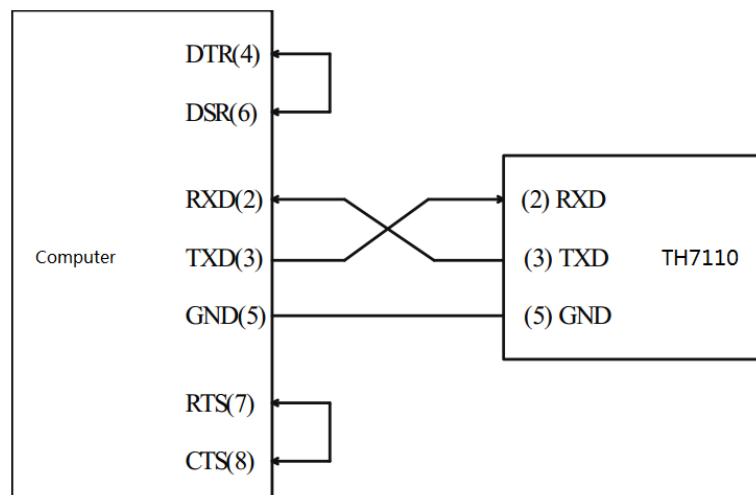 DTR(4)
DSR(6)
RXD(2)
(2) RXD
Computer
TXD(3)
(3) TXD
TH7110
GND(5)
(5) GND
RTS(7)
CTS(8)